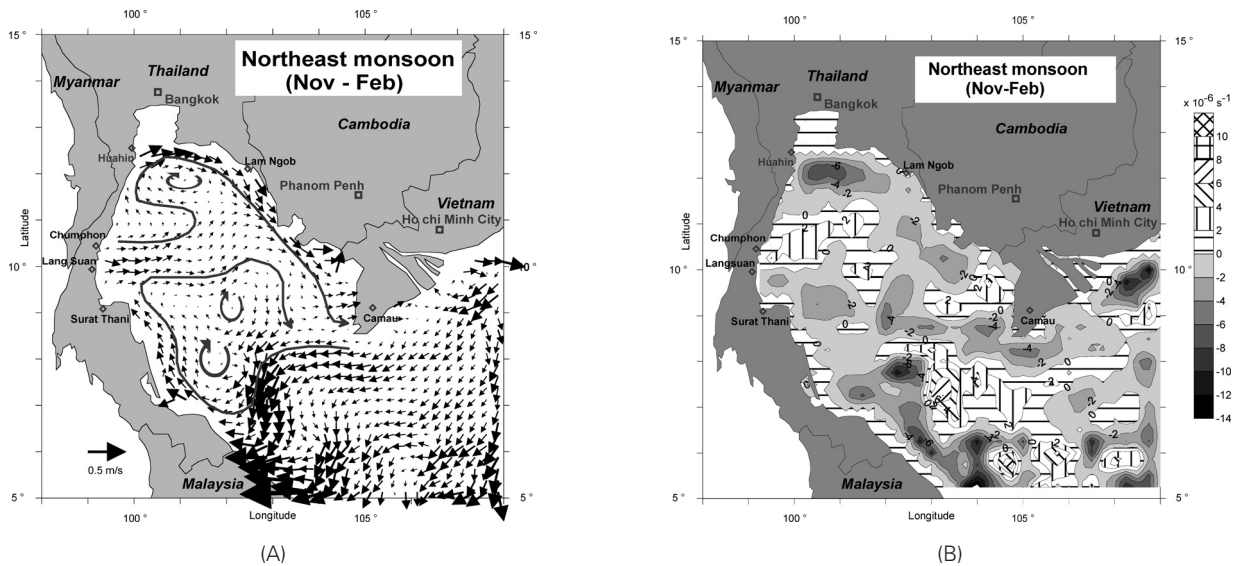 100 °
105 °
15 °
15 °
Northeast monsoon
(Nov - Feb)
Myanmar
Thailand
Bangkok
Cambodia
Huahin
Lam Ngob
Phanom Penh
Vietnam
Ho chi Minh City
Latitude
Chumphon
10 °
10 °
Lang Suan
Surat Thani
Camau
0.5 m/s
Malaysia
5 °
5 °
100 °
Longitude
105 °
(A)
100 °
105 °
15 °
15 °
Northeast monsoon
(Nov-Feb)
x 10-6 s-1
Myanmar
Thailand
Bangkok
Cambodia
Huahin
Lam Ngob
Phanom Penh
Vietnam
Ho chi Minh City
Latitude
Chumphon
10 °
10 °
Langsuan
Surat Thani
Camau
Malaysia
10
8
6
4
2
0
-2
-4
-6
-8
-10
-12
-14
5 °
5 °
100 °
Longitude
105 °
(B)